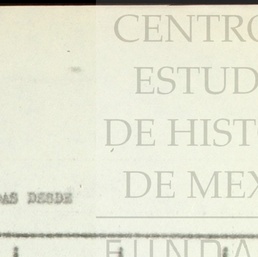 CENTRO
ESTUD
DE HIST
DE MEX
FUNDA
DAS DESDE